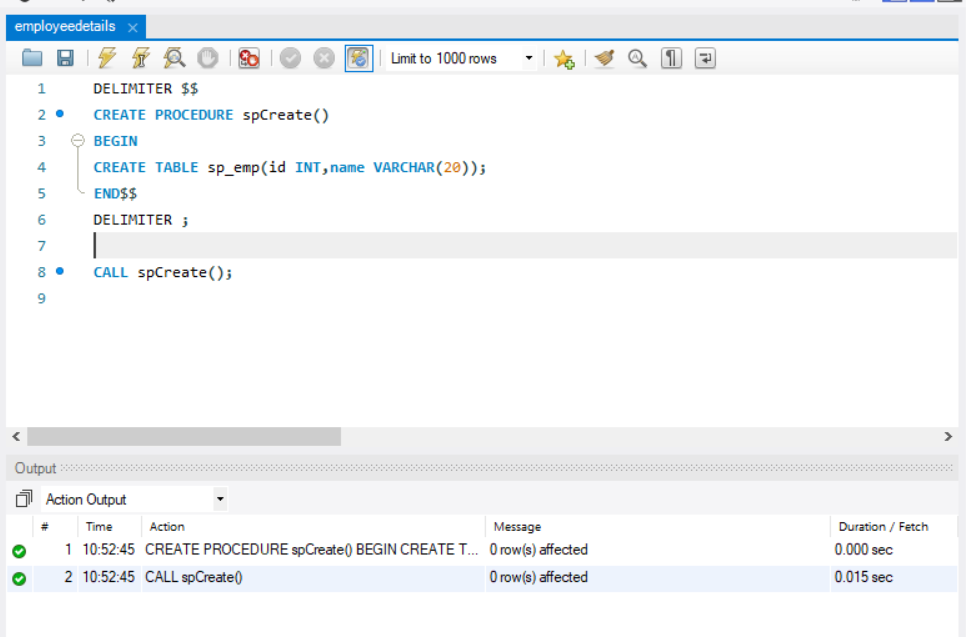 employeedetails
Limit to 1000 rows
1 DELIMITER $$
2 CREATE PROCEDURE spCreate()
3 BEGIN
4 CREATE TABLE sp_emp(id INT,name VARCHAR(20));
5 END$$
6 DELIMITER ;
7
8 CALL spCreate();
9
Output
Action Output
# Time Action Message Duration / Fetch
1 10:52:45 CREATE PROCEDURE spCreate() BEGIN CREATE T... 0 row(s) affected 0.000 sec
2 10:52:45 CALL spCreate() 0 row(s) affected 0.015 sec